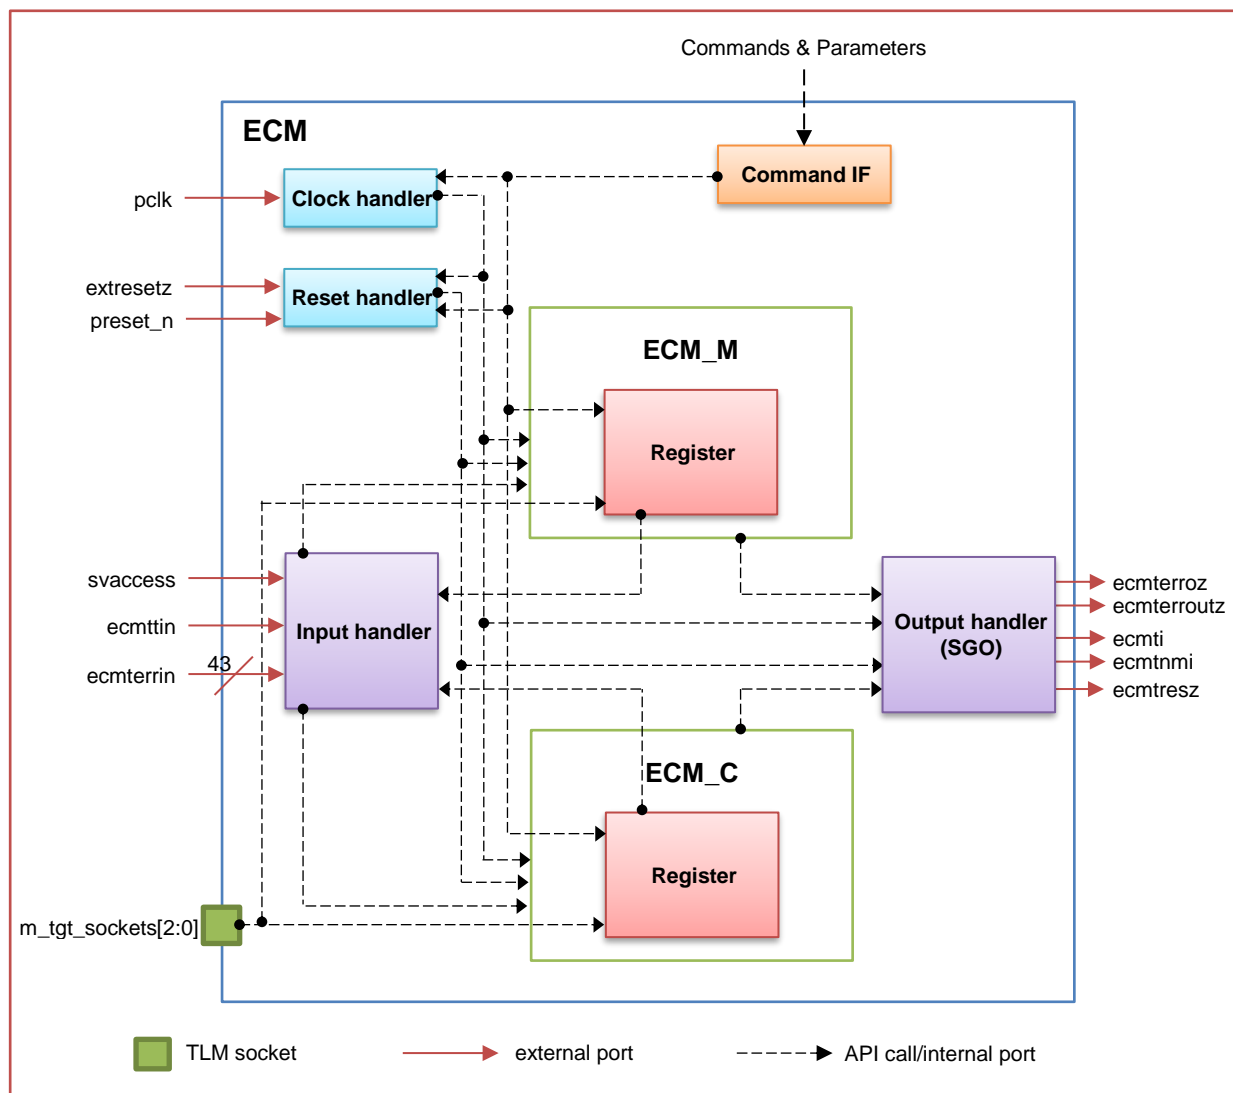 Commands & Parameters
ECM
Command IF
pclk
Clock handler
extresetz
Reset handler
preset_n
ECM_M
Register
svaccess
ecmttin
Input handler
43
ecmterrin
Output handler
(SGO)
ecmterroz
ecmterroutz
ecmti
ecmtnmi
ecmtresz
ECM_C
Register
m_tgt_sockets[2:0]
TLM socket
external port
API call/internal port